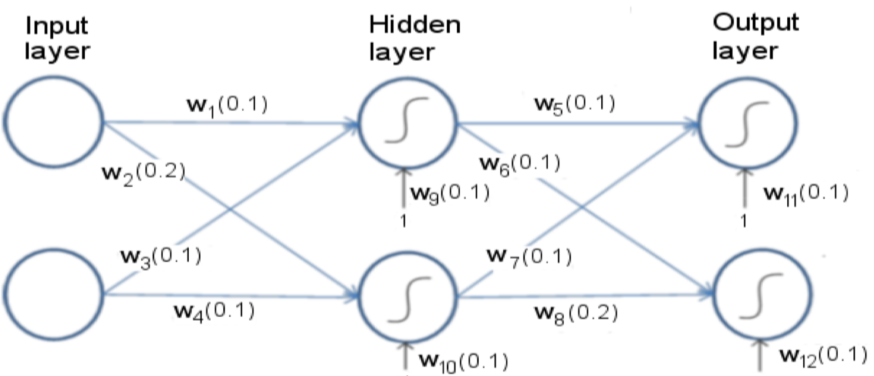 Input
layer
Hidden
layer
Output
layer
w1(0.1)
w5(0.1)
w2(0.2)
w6(0.1)
w9(0.1)
1
w11(0.1)
1
w3(0.1)
w7(0.1)
w4(0.1)
w8(0.2)
w10(0.1)
w12(0.1)